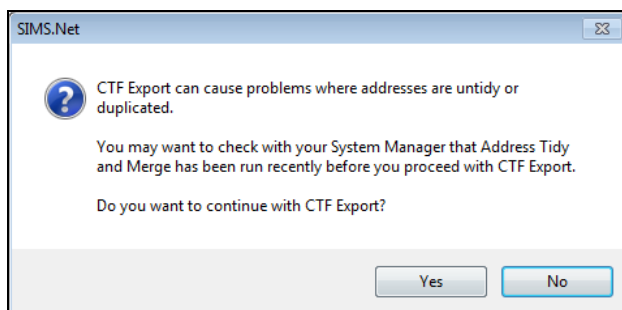 SIMS.Net
CTF Export can cause problems where addresses are untidy or
duplicated.
You may want to check with your System Manager that Address Tidy
and Merge has been run recently before you proceed with CTF Export.
Do you want to continue with CTF Export?
Yes
No